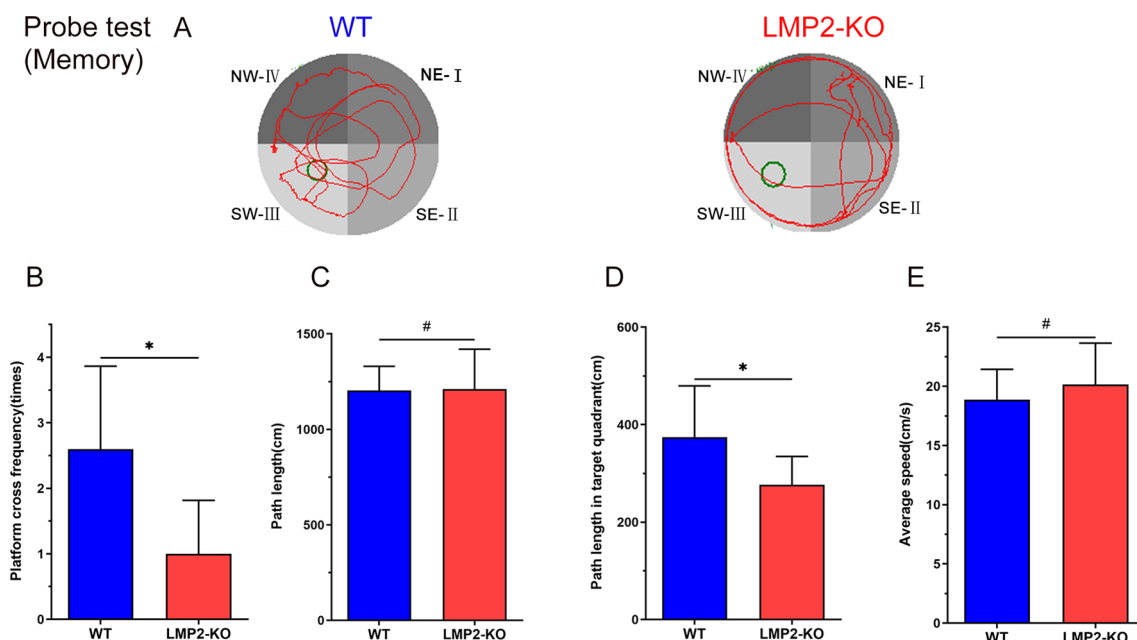 Probe test A WT LMP2-KO
(Memory)
NW-Ⅳ NE-Ⅰ
SW-Ⅲ SE-Ⅱ
NW-Ⅳ NE-Ⅰ
SW-Ⅲ SE-Ⅱ
B
Platform cross frequency(times)
4
3
2
1
0
*
WT LMP2-KO
C
Path length(cm)
1500
1000
500
0
#
WT LMP2-KO
D
Path length in target quadrant(cm)
600
400
200
0
*
WT LMP2-KO
E
Average speed(cm/s)
25
20
15
10
5
0
#
WT LMP2-KO